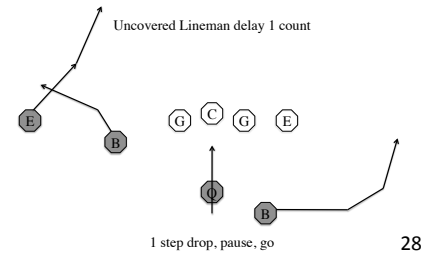 Uncovered Lineman delay 1 count
E
B
G
C
G
E
Q
B
1 step drop, pause, go
28